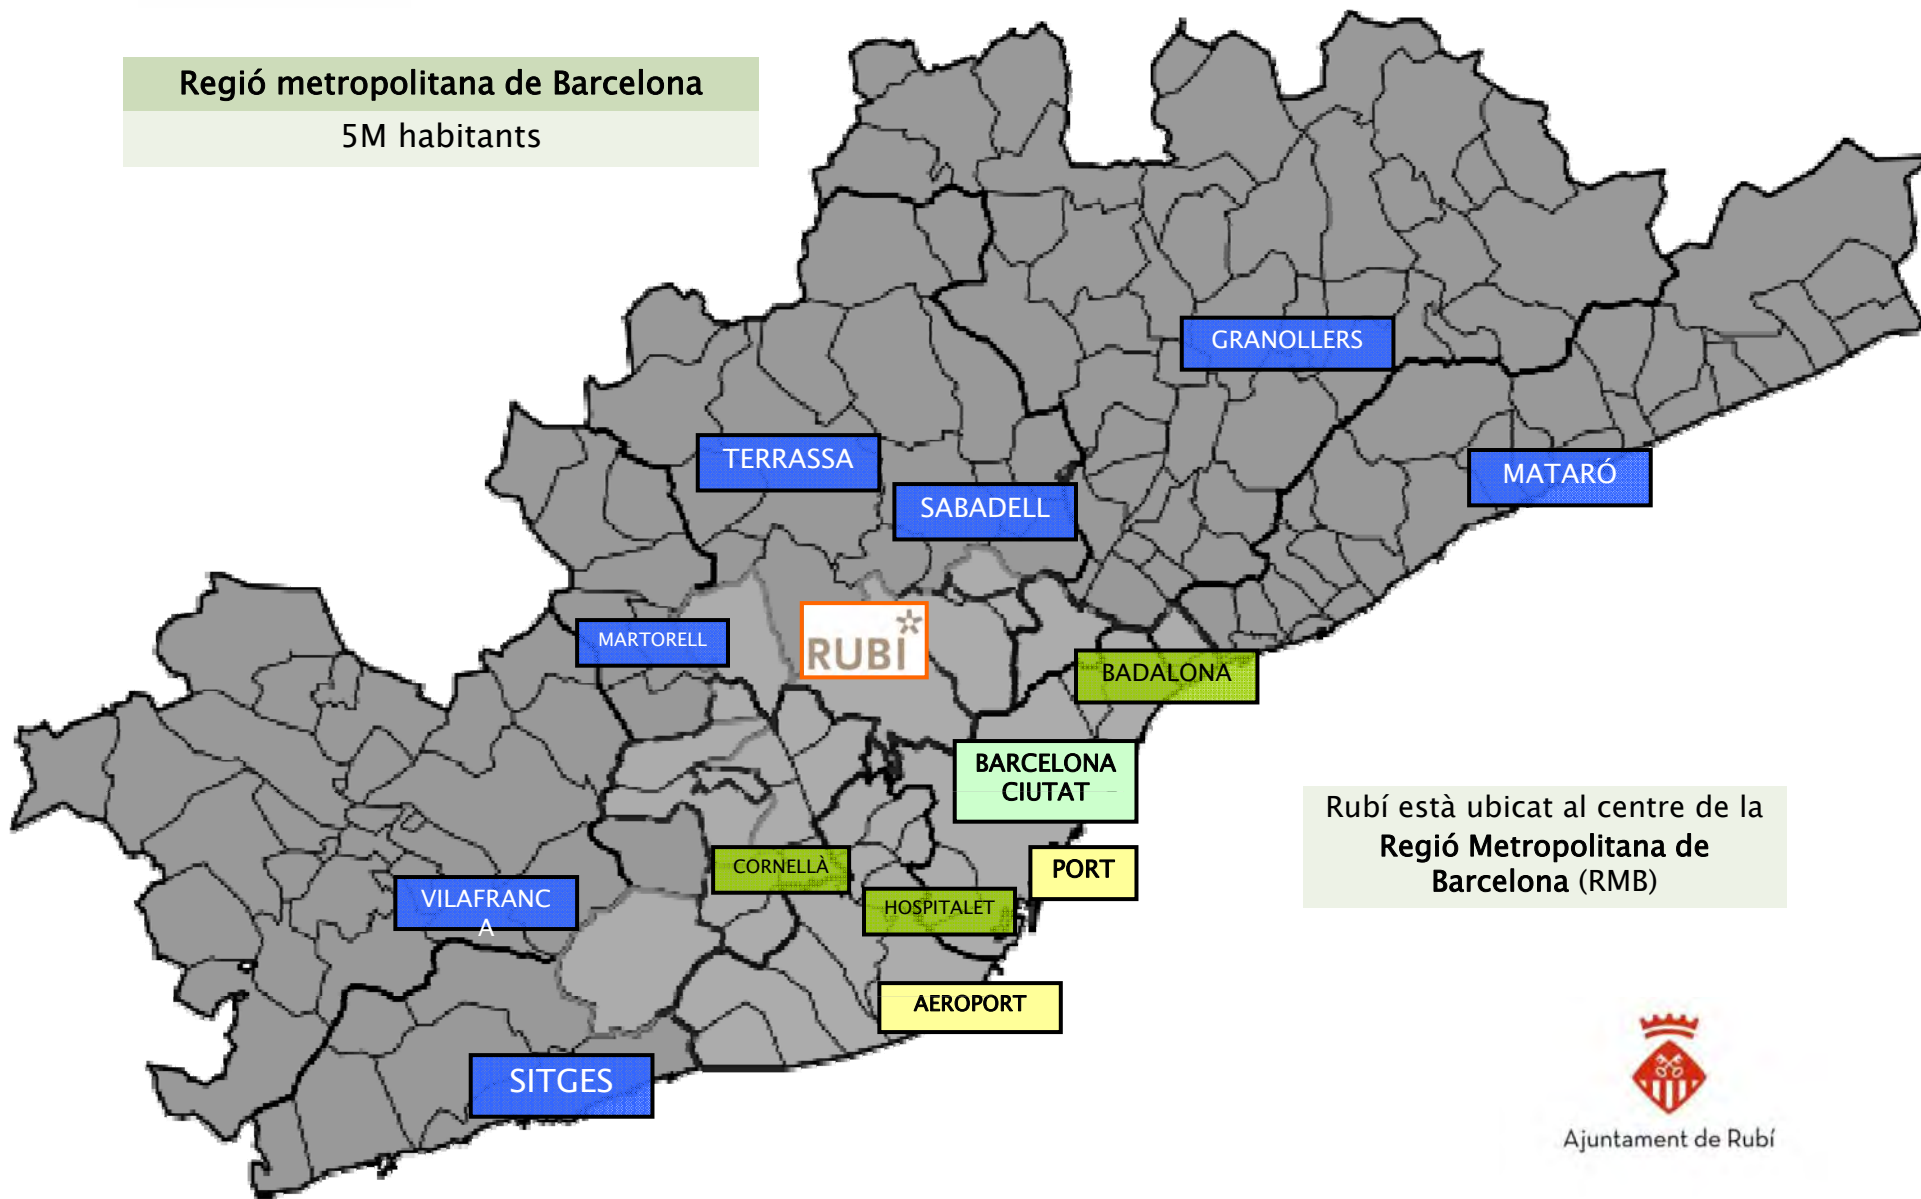 Regió metropolitana de Barcelona
5M habitants
GRANOLLERS
TERRASSA
MATARÓ
SABADELL
MARTORELL
RUBÍ
BADALONA
BARCELONA
CIUTAT
Rubí està ubicat al centre de la
Regió Metropolitana de
Barcelona (RMB)
CORNELLÀ
PORT
VILAFRANC
A
HOSPITALET
AEROPORT
SITGES
Ajuntament de Rubí